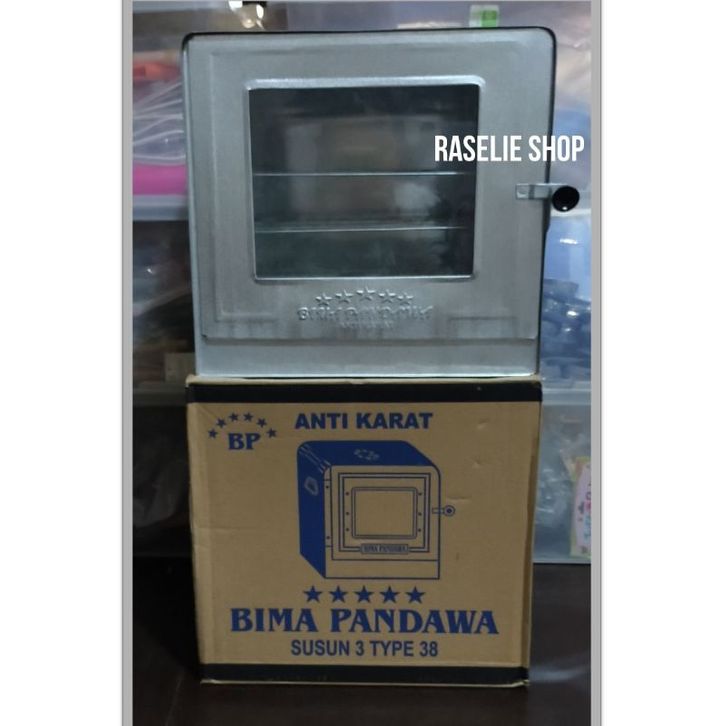 RASELIE SHOP
BIMA PANDAWA
ANTI KARAT
BP
BIMA PANDAWA
BIMA PANDAWA
SUSUN 3 TYPE 38